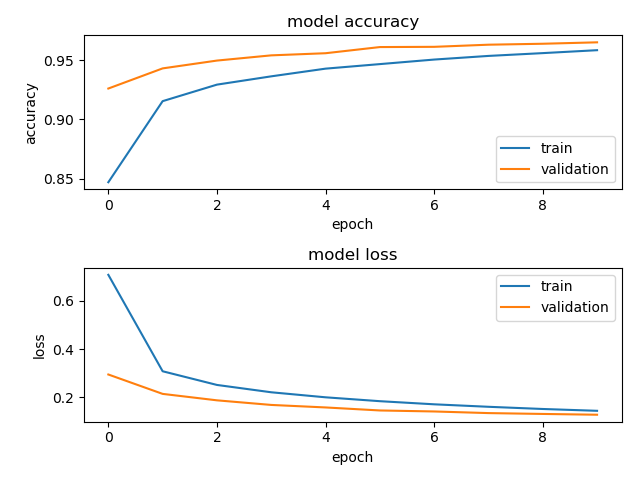 model accuracy
0.95
0.90
0.85
accuracy
train
validation
0 2 4 6 8
epoch
model loss
0.6
0.4
0.2
loss
train
validation
0 2 4 6 8
epoch